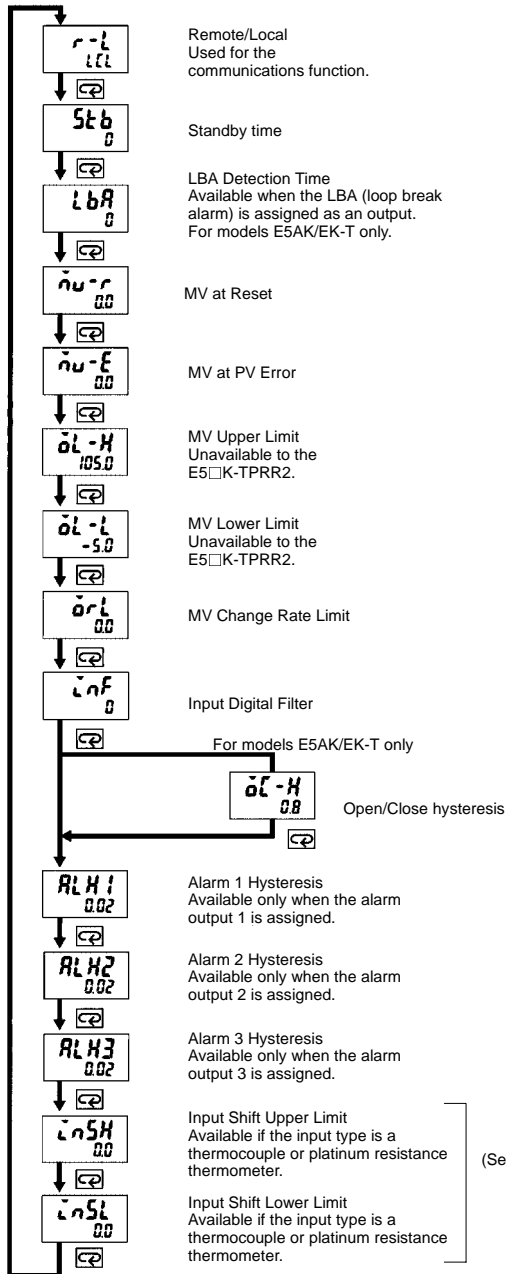 r-L
LCL
Remote/Local
Used for the
communications function.
Stb
0
Standby time
LbA
0
LBA Detection Time
Available when the LBA (loop break
alarm) is assigned as an output.
For models E5AK/EK-T only.
mv-r
0.0
MV at Reset
mv-E
0.0
MV at PV Error
oL-H
105.0
MV Upper Limit
Unavailable to the
E5□K-TPRR2.
oL-L
-5.0
MV Lower Limit
Unavailable to the
E5□K-TPRR2.
orL
0.0
MV Change Rate Limit
inF
0
Input Digital Filter
For models E5AK/EK-T only
oC-H
0.8
Open/Close hysteresis
ALH1
0.02
Alarm 1 Hysteresis
Available only when the alarm
output 1 is assigned.
ALH2
0.02
Alarm 2 Hysteresis
Available only when the alarm
output 2 is assigned.
ALH3
0.02
Alarm 3 Hysteresis
Available only when the alarm
output 3 is assigned.
inSH
0.0
Input Shift Upper Limit
Available if the input type is a
thermocouple or platinum resistance
thermometer.
(Se
inSL
0.0
Input Shift Lower Limit
Available if the input type is a
thermocouple or platinum resistance
thermometer.